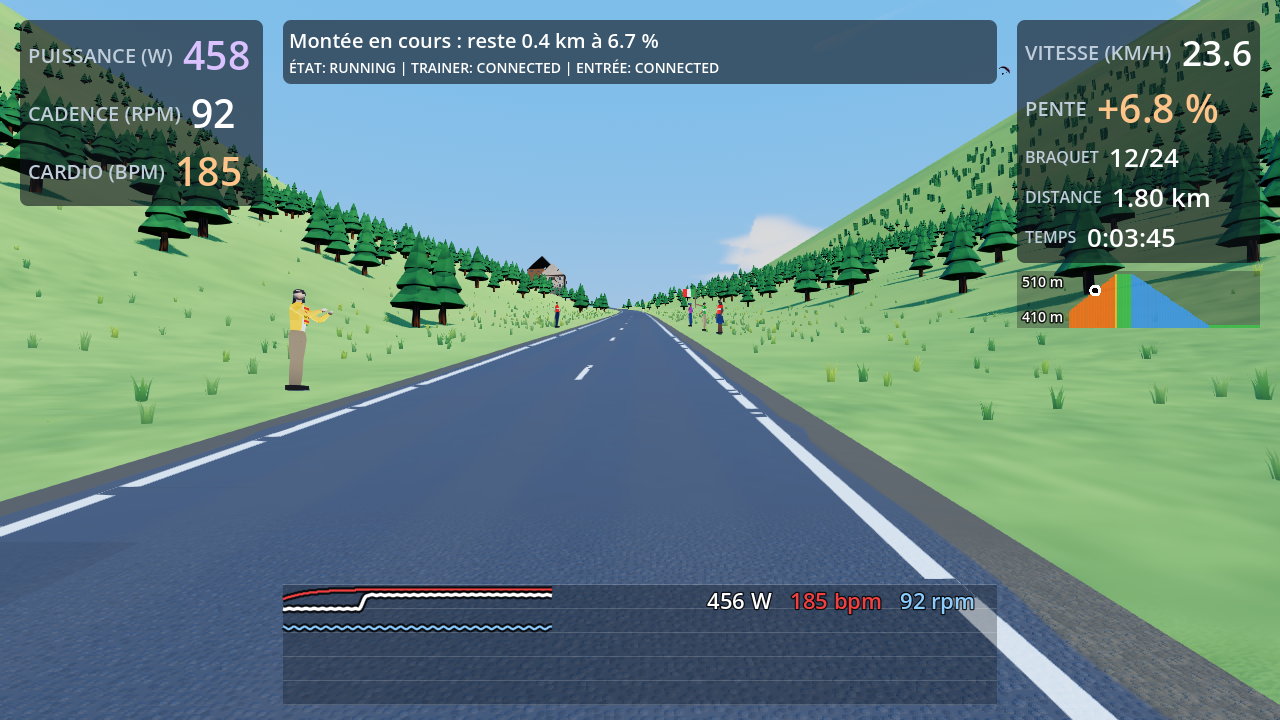 PUISSANCE (W) 458
CADENCE (RPM) 92
CARDIO (BPM) 185
Montée en cours : reste 0.4 km à 6.7 %
ÉTAT: RUNNING | TRAINER: CONNECTED | ENTRÉE: CONNECTED
VITESSE (KM/H) 23.6
PENTE +6.8 %
BRAQUET 12/24
DISTANCE 1.80 km
TEMPS 0:03:45
510 m
410 m
456 W 185 bpm 92 rpm